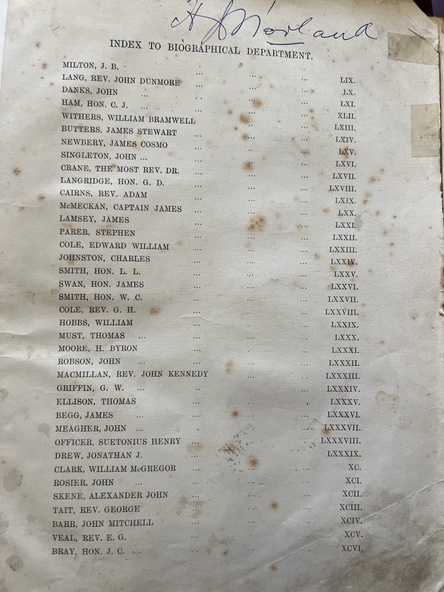 H J Morland
INDEX TO BIOGRAPHICAL DEPARTMENT.
MILTON, J. B. ... ... ... LIX.
LANG, REV. JOHN DUNMORE ... ... LX.
DANKS, JOHN ... ... ... LXI.
HAM, HON. C. J. ... ... ... XLII.
WITHERS, WILLIAM BRAMWELL ... ... LXIII.
BUTTERS, JAMES STEWART ... ... ... LXIV.
NEWBERY, JAMES COSMO ... ... ... LXV.
SINGLETON, JOHN ... ... ... ... LXVI.
CRANE, THE MOST REV. DR. ... ... ... LXVII.
LANGRIDGE, HON. G. D. ... ... ... LXVIII.
CAIRNS, REV. ADAM ... ... ... LXIX.
McMECKAN, CAPTAIN JAMES ... ... ... LXX.
LAMSEY, JAMES ... ... ... LXXI.
PARER, STEPHEN ... ... ... LXXII.
COLE, EDWARD WILLIAM ... ... ... LXXIII.
JOHNSTON, CHARLES ... ... ... LXXIV.
SMITH, HON. L. L. ... ... ... LXXV.
SWAN, HON. JAMES ... ... ... LXXVI.
SMITH, HON. W. C. ... ... ... LXXVII.
COLE, REV. G. H. ... ... ... LXXVIII.
HOBBS, WILLIAM ... ... ... LXXIX.
MUST, THOMAS ... ... ... ... LXXX.
MOORE, H. BYRON ... ... ... LXXXI.
ROBSON, JOHN ... ... ... ... LXXXII.
MACMILLAN, REV. JOHN KENNEDY ... ... LXXXIII.
GRIFFIN, G. W. ... ... ... ... LXXXIV.
ELLISON, THOMAS ... ... ... LXXXV.
BEGG, JAMES ... ... ... ... LXXXVI.
MEAGHER, JOHN ... ... ... ... LXXXVII.
OFFICER, SUETONIUS HENRY ... ... ... LXXXVIII.
DREW, JONATHAN J. ... ... ... LXXXIX.
CLARK, WILLIAM McGREGOR ... ... ... XC.
ROSIER, JOHN ... ... ... ... XCI.
SKENE, ALEXANDER JOHN ... ... ... XCII.
TAIT, REV. GEORGE ... ... ... XCIII.
BARR, JOHN MITCHELL ... ... ... XCIV.
VEAL, REV. E. G. ... ... ... XCV.
BRAY, HON. J. C. ... ... ... ... XCVI.